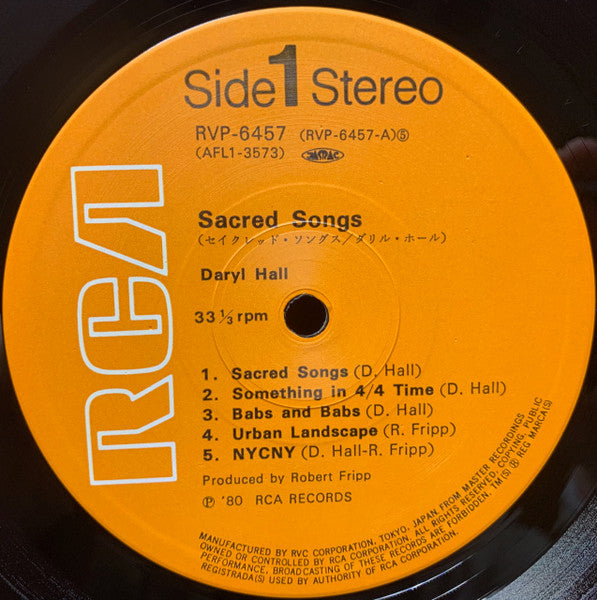 Side 1 Stereo
RVP-6457 (RVP-6457-A)⑤
(AFL1-3573) JASRAC
Sacred Songs
(セイクレッド・ソングス/ダリル・ホール)
Daryl Hall
33 1/3 rpm
1. Sacred Songs (D. Hall)
2. Something in 4/4 Time (D. Hall)
3. Babs and Babs (D. Hall)
4. Urban Landscape (R. Fripp)
5. NYCNY (D. Hall-R. Fripp)
Produced by Robert Fripp
℗ '80 RCA RECORDS
RCA
MANUFACTURED BY RVC CORPORATION, TOKYO, JAPAN, FROM MASTER RECORDINGS
OWNED OR CONTROLLED BY RCA CORPORATION. ALL RIGHTS RESERVED. COPYING, PUBLIC
PERFORMANCE, BROADCASTING OF THESE RECORDS ARE FORBIDDEN. TM(S) ® REG MARCA(S)
REGISTRADA(S) USED BY AUTHORITY OF RCA CORPORATION.